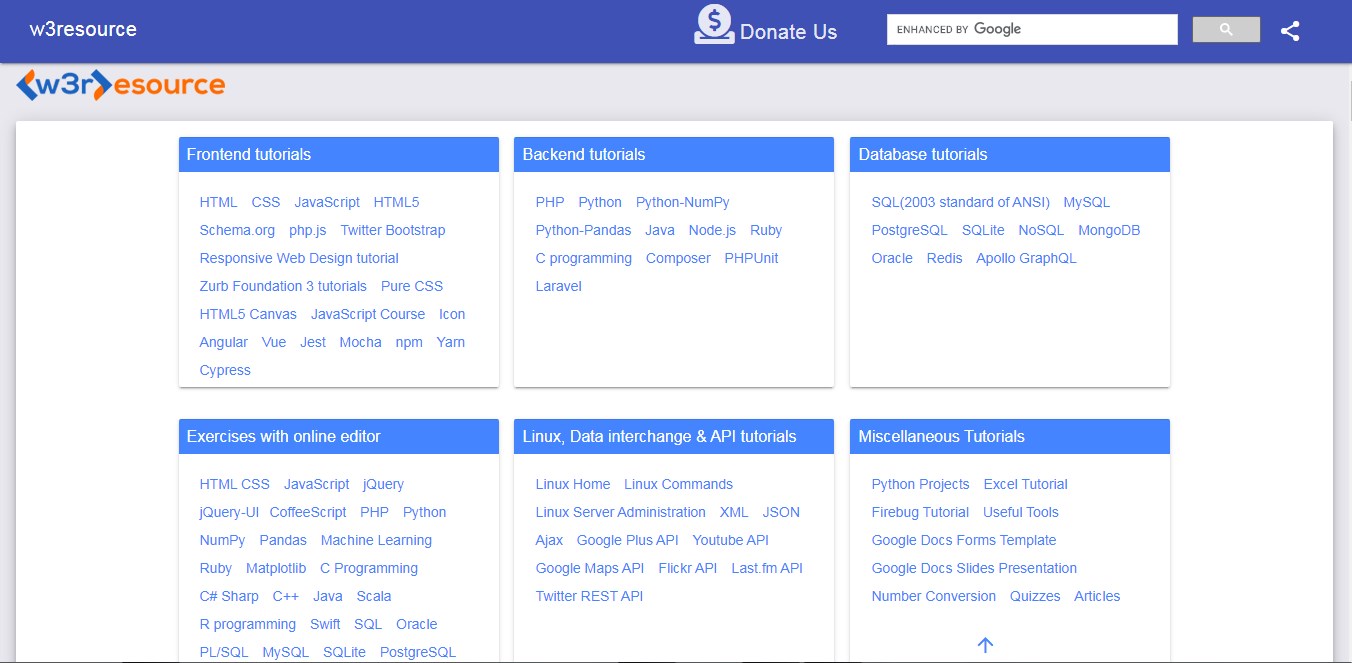 w3resource
Donate Us
ENHANCED BY Google
w3resource
Frontend tutorials
HTML CSS JavaScript HTML5
Schema.org php.js Twitter Bootstrap
Responsive Web Design tutorial
Zurb Foundation 3 tutorials Pure CSS
HTML5 Canvas JavaScript Course Icon
Angular Vue Jest Mocha npm Yarn
Cypress
Backend tutorials
PHP Python Python-NumPy
Python-Pandas Java Node.js Ruby
C programming Composer PHPUnit
Laravel
Database tutorials
SQL(2003 standard of ANSI) MySQL
PostgreSQL SQLite NoSQL MongoDB
Oracle Redis Apollo GraphQL
Exercises with online editor
HTML CSS JavaScript jQuery
jQuery-UI CoffeeScript PHP Python
NumPy Pandas Machine Learning
Ruby Matplotlib C Programming
C# Sharp C++ Java Scala
R programming Swift SQL Oracle
PL/SQL MySQL SQLite PostgreSQL
Linux, Data interchange & API tutorials
Linux Home Linux Commands
Linux Server Administration XML JSON
Ajax Google Plus API Youtube API
Google Maps API Flickr API Last.fm API
Twitter REST API
Miscellaneous Tutorials
Python Projects Excel Tutorial
Firebug Tutorial Useful Tools
Google Docs Forms Template
Google Docs Slides Presentation
Number Conversion Quizzes Articles